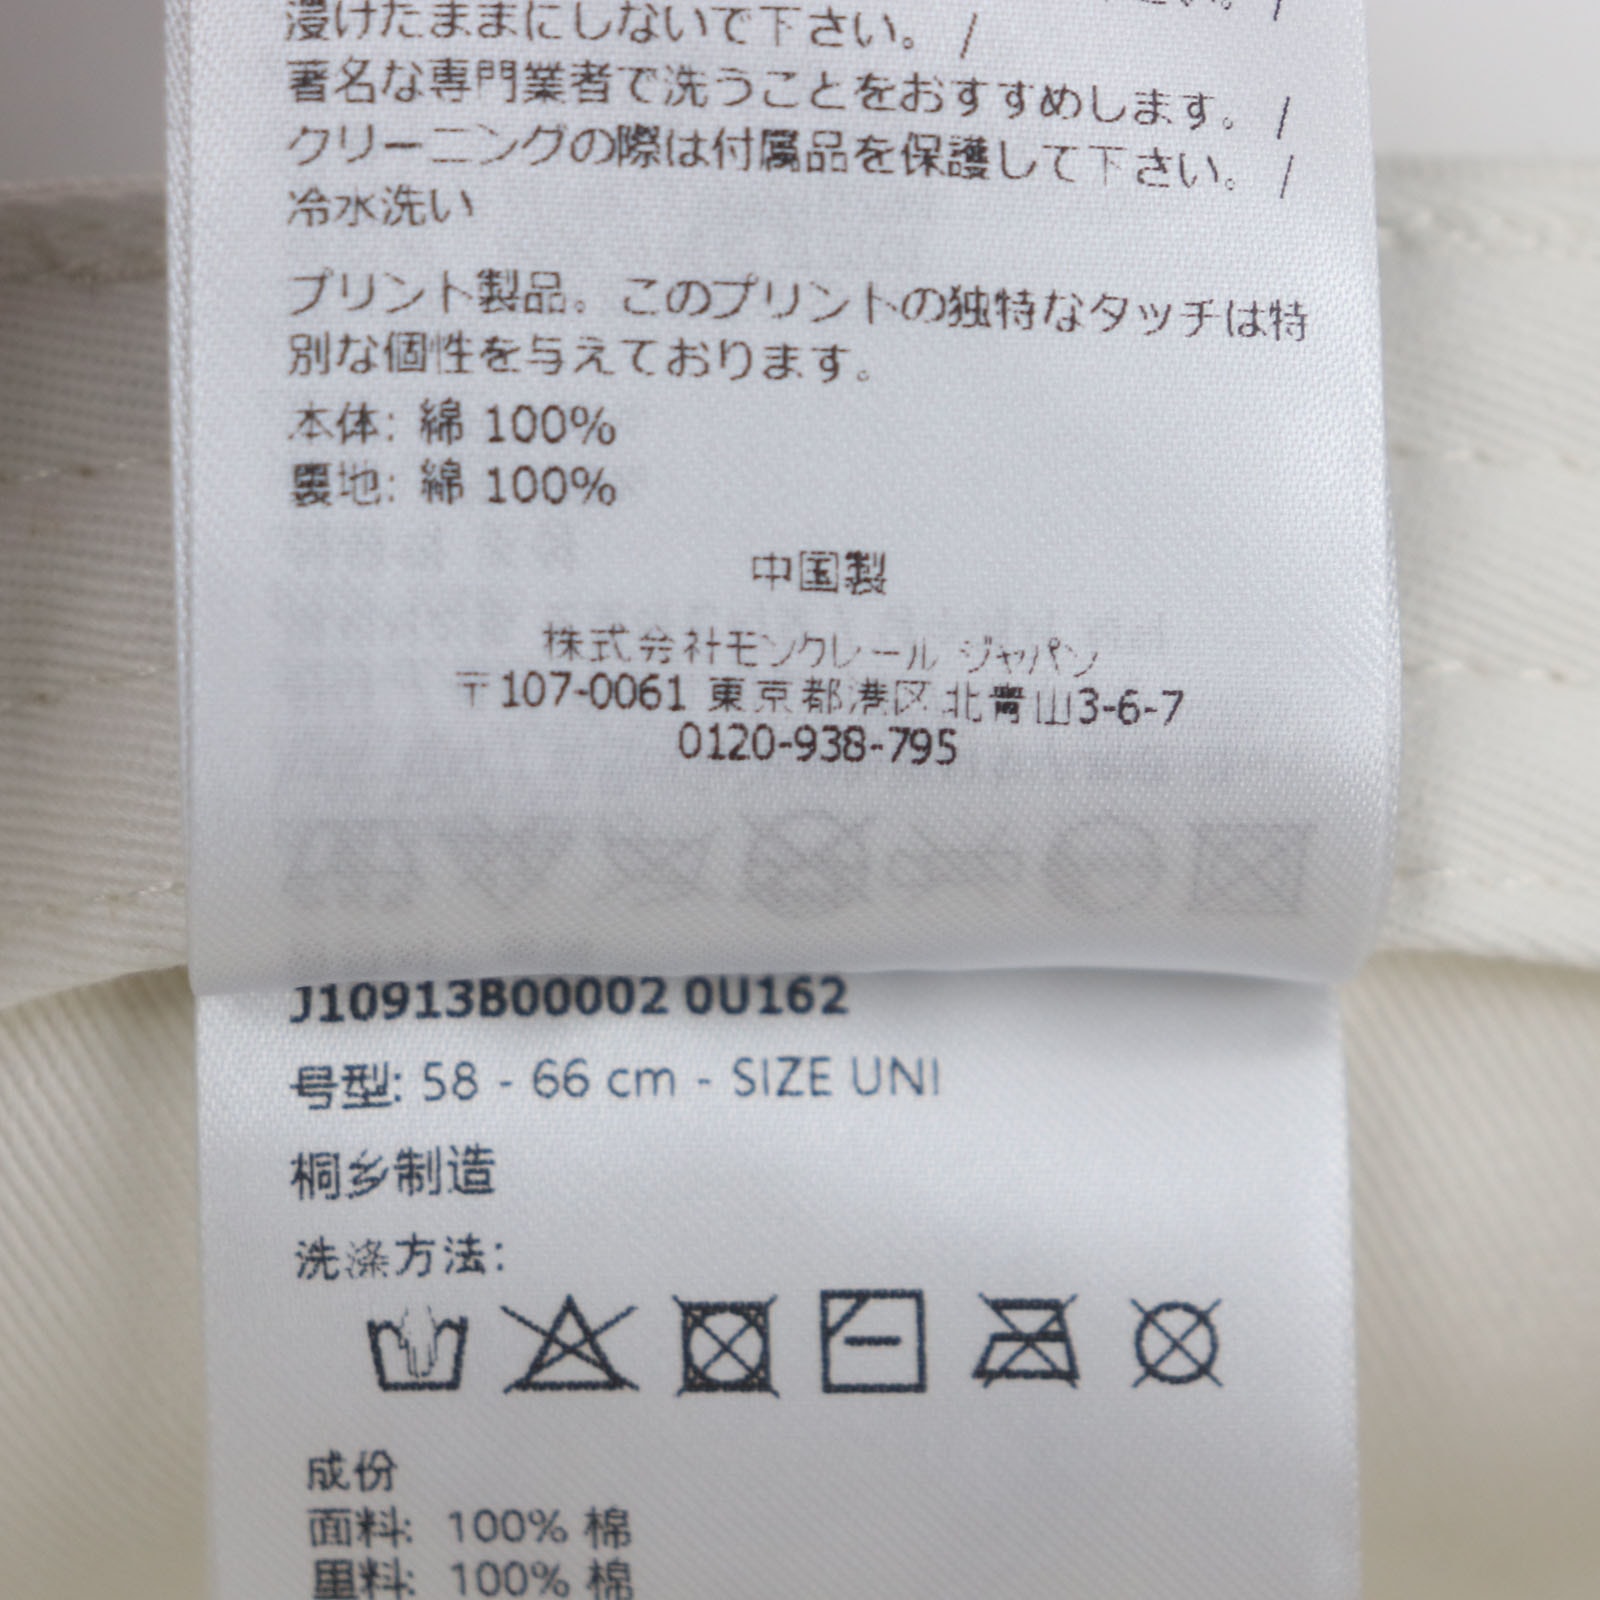 浸けたままにしないで下さい。 /
著名な専門業者で洗うことをおすすめします。 /
クリーニングの際は付属品を保護して下さい。 /
冷水洗い
プリント製品。このプリントの独特なタッチは特
別な個性を与えております。
本体: 綿 100%
裏地: 綿 100%
中国製
株式会社モンクレール ジャパン
〒107-0061 東京都港区北青山3-6-7
0120-938-795
J10913B00002 0U162
号型: 58 - 66 cm - SIZE UNI
桐乡制造
洗涤方法:
成份
面料: 100% 棉
里料: 100% 棉